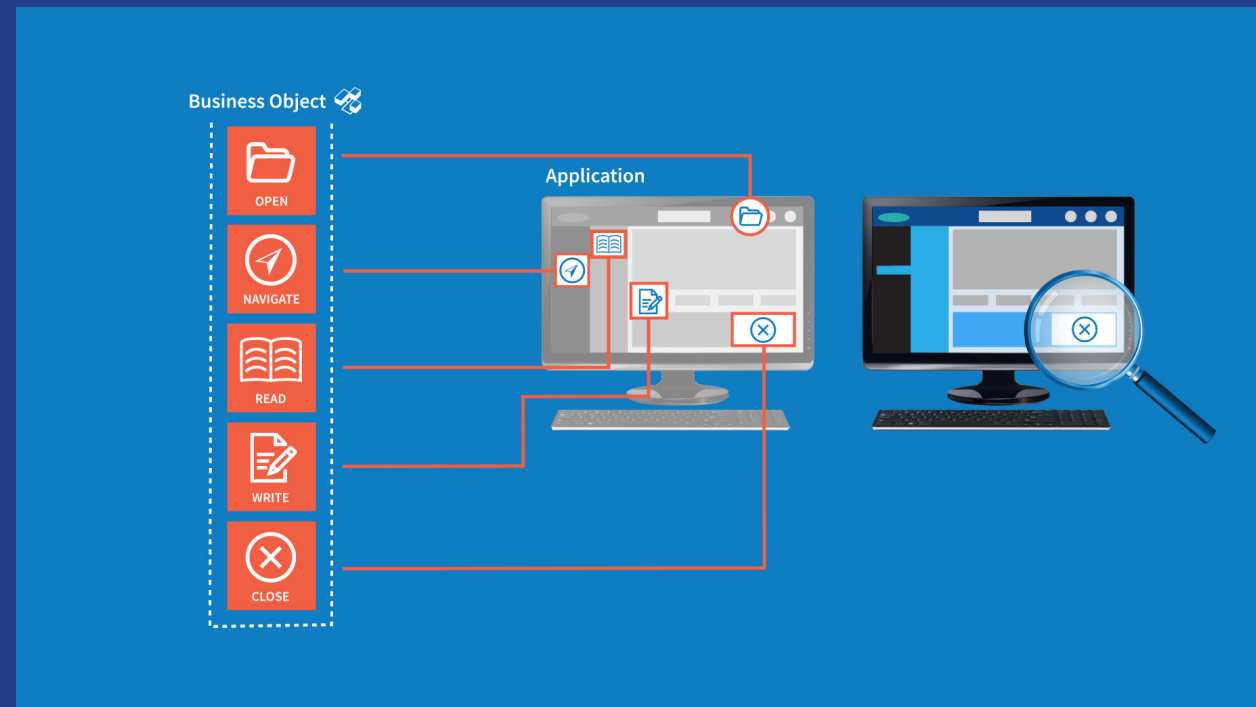 Business Object
OPEN
NAVIGATE
READ
WRITE
CLOSE
Application